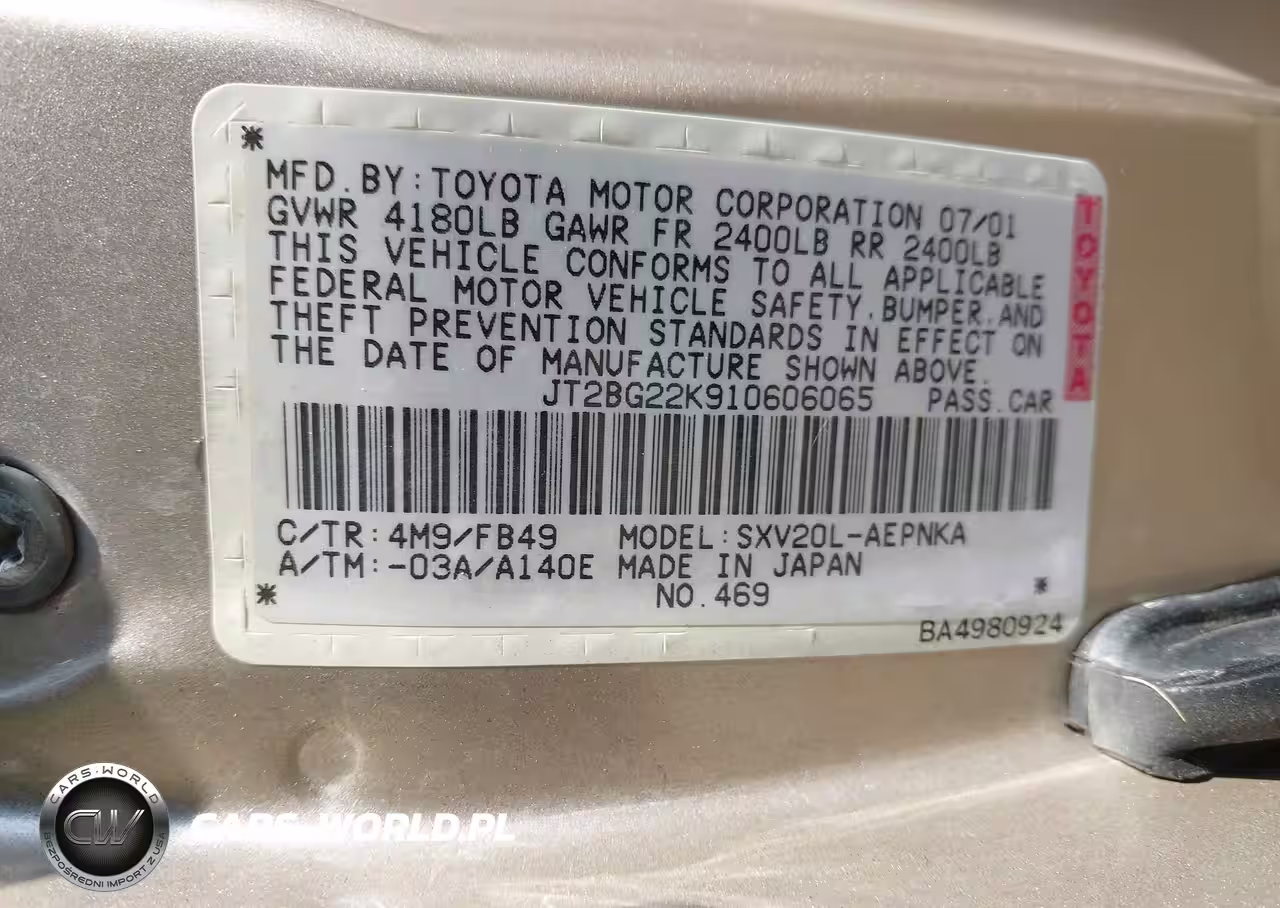 MFD.BY:TOYOTA MOTOR CORPORATION 07/01
GVWR 4180LB GAWR FR 2400LB RR 2400LB
THIS VEHICLE CONFORMS TO ALL APPLICABLE
FEDERAL MOTOR VEHICLE SAFETY,BUMPER,AND
THEFT PREVENTION STANDARDS IN EFFECT ON
THE DATE OF MANUFACTURE SHOWN ABOVE.
JT2BG22K910606065 PASS.CAR
TOYOTA
C/TR:4M9/FB49 MODEL:SXV20L-AEPNKA
A/TM:-03A/A140E MADE IN JAPAN
NO.469
BA4980924
CARS-WORLD
CW
BEZPOŚREDNI IMPORT Z USA
CARS-WORLD.PL